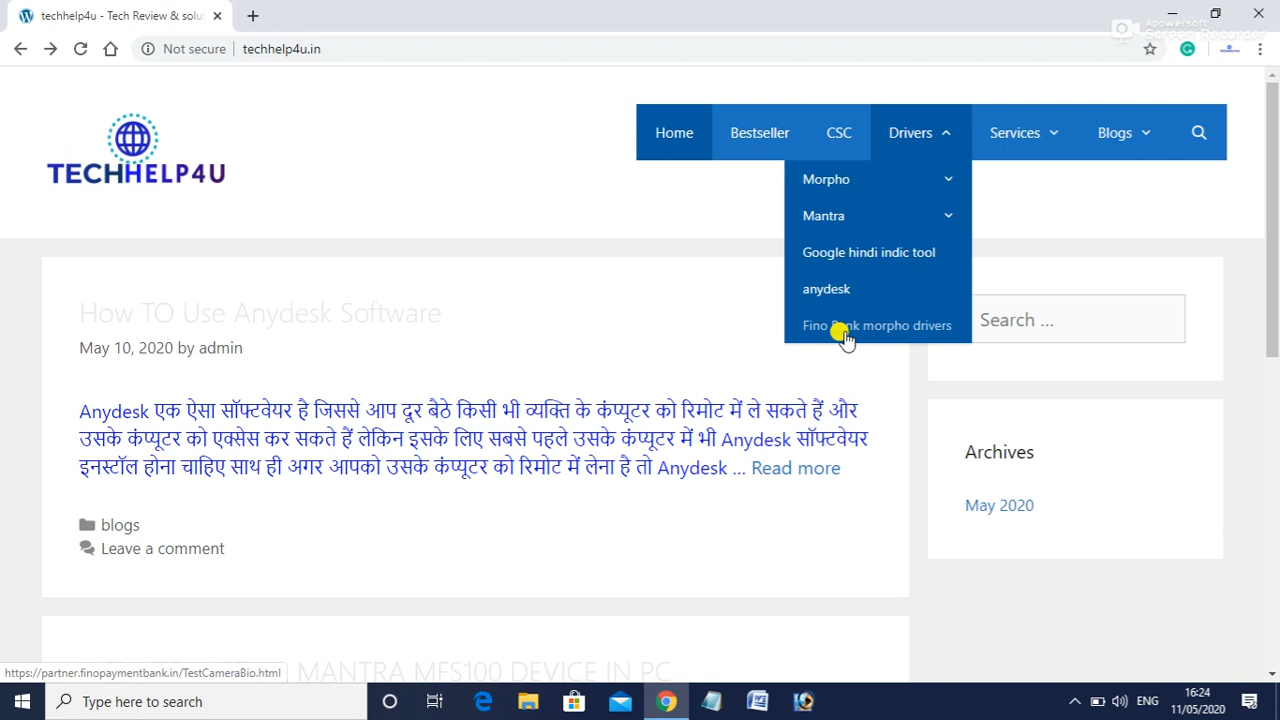 techhelp4u - Tech Review & solu
Apowersoft
Screen Recorder
Not secure
techhelp4u.in
TECHHELP4U
Home
Bestseller
CSC
Drivers
Services
Blogs
Morpho
Mantra
Google hindi indic tool
anydesk
Fino Bank morpho drivers
How TO Use Anydesk Software
May 10, 2020 by admin
Anydesk एक ऐसा सॉफ्टवेयर है जिससे आप दूर बैठे किसी भी व्यक्ति के कंप्यूटर को रिमोट में ले सकते हैं और
उसके कंप्यूटर को एक्सेस कर सकते हैं लेकिन इसके लिए सबसे पहले उसके कंप्यूटर में भी Anydesk सॉफ्टवेयर
इनस्टॉल होना चाहिए साथ ही अगर आपको उसके कंप्यूटर को रिमोट में लेना है तो Anydesk ... Read more
blogs
Leave a comment
Search ...
Archives
May 2020
MANTRA MFS100 DEVICE IN PC
https://partner.finopaymentbank.in/TestCameraBio.html
Type here to search
ENG
16:24
11/05/2020